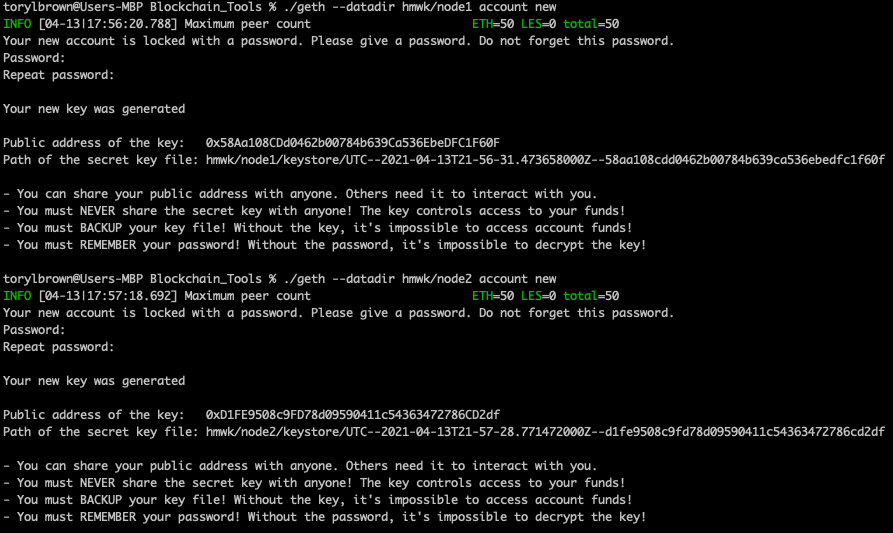 torylbrown@Users-MBP Blockchain_Tools % ./geth --datadir hmwk/node1 account new
INFO [04-13|17:56:20.788] Maximum peer count ETH=50 LES=0 total=50
Your new account is locked with a password. Please give a password. Do not forget this password.
Password:
Repeat password:
Your new key was generated
Public address of the key: 0x58Aa108CDd0462b00784b639Ca536EbeDFC1F60F
Path of the secret key file: hmwk/node1/keystore/UTC--2021-04-13T21-56-31.473658000Z--58aa108cdd0462b00784b639ca536ebedfc1f60f
- You can share your public address with anyone. Others need it to interact with you.
- You must NEVER share the secret key with anyone! The key controls access to your funds!
- You must BACKUP your key file! Without the key, it's impossible to access account funds!
- You must REMEMBER your password! Without the password, it's impossible to decrypt the key!
torylbrown@Users-MBP Blockchain_Tools % ./geth --datadir hmwk/node2 account new
INFO [04-13|17:57:18.692] Maximum peer count ETH=50 LES=0 total=50
Your new account is locked with a password. Please give a password. Do not forget this password.
Password:
Repeat password:
Your new key was generated
Public address of the key: 0xD1FE9508c9FD78d09590411c54363472786CD2df
Path of the secret key file: hmwk/node2/keystore/UTC--2021-04-13T21-57-28.771472000Z--d1fe9508c9fd78d09590411c54363472786cd2df
- You can share your public address with anyone. Others need it to interact with you.
- You must NEVER share the secret key with anyone! The key controls access to your funds!
- You must BACKUP your key file! Without the key, it's impossible to access account funds!
- You must REMEMBER your password! Without the password, it's impossible to decrypt the key!